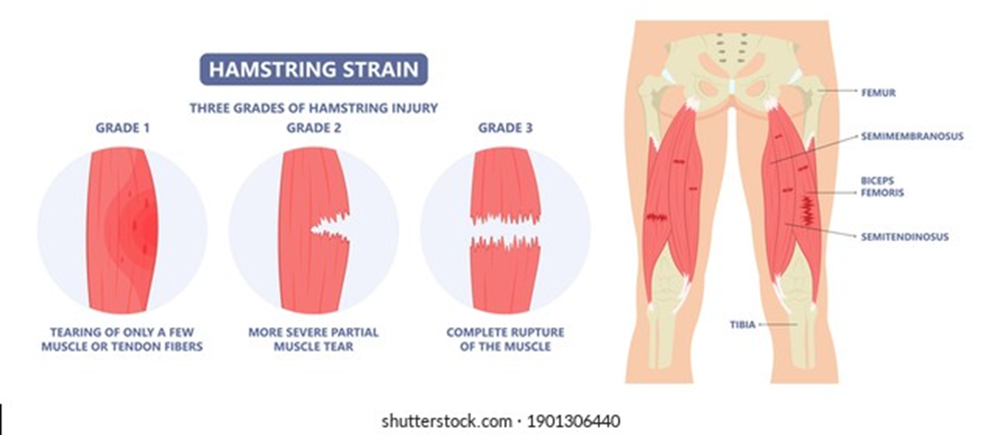 HAMSTRING STRAIN
THREE GRADES OF HAMSTRING INJURY
GRADE 1
TEARING OF ONLY A FEW
MUSCLE OR TENDON FIBERS
GRADE 2
MORE SEVERE PARTIAL
MUSCLE TEAR
GRADE 3
COMPLETE RUPTURE
OF THE MUSCLE
FEMUR
SEMIMEMBRANOSUS
BICEPS
FEMORIS
SEMITENDINOSUS
TIBIA
shutterstock.com · 1901306440